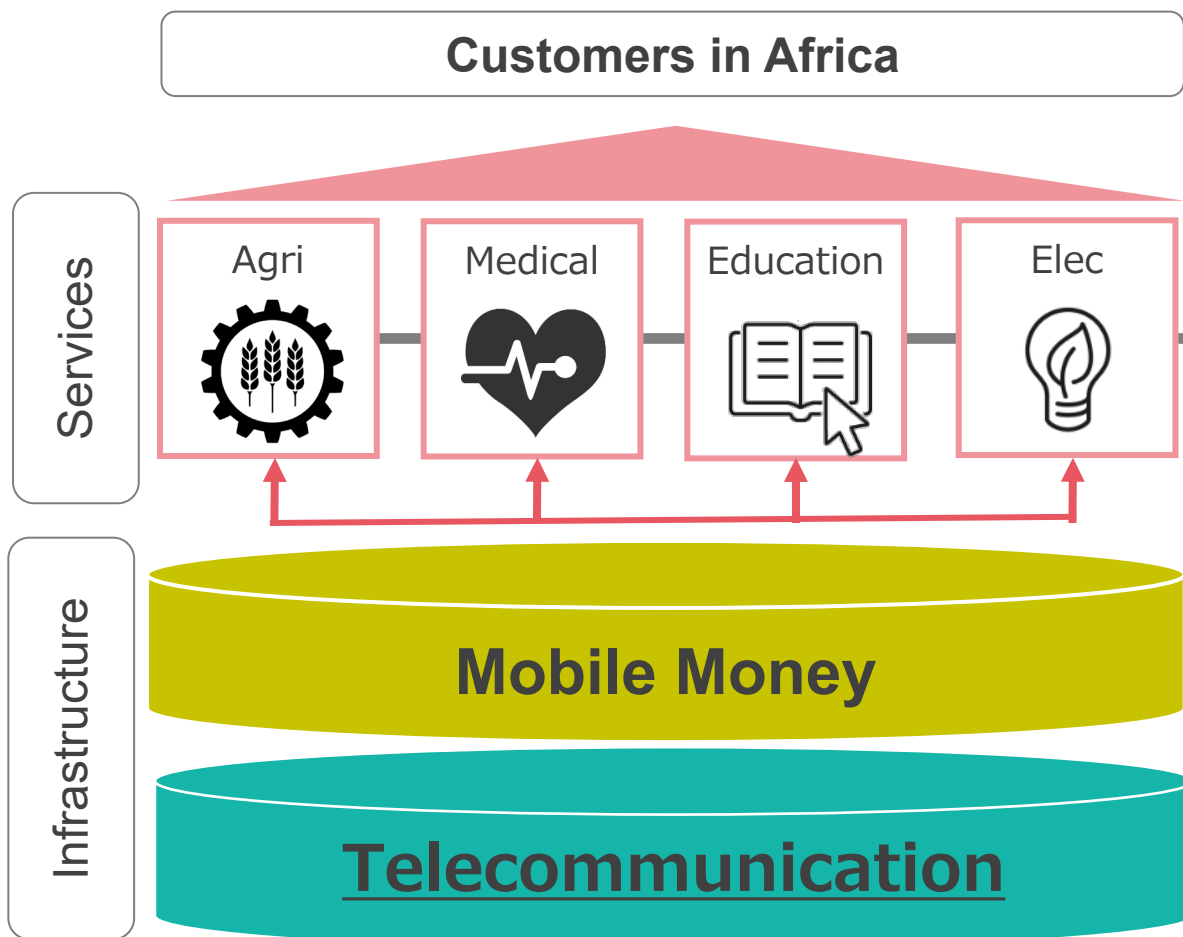 Customers in Africa
Services
Agri
Medical
Education
Elec
Infrastructure
Mobile Money
Telecommunication